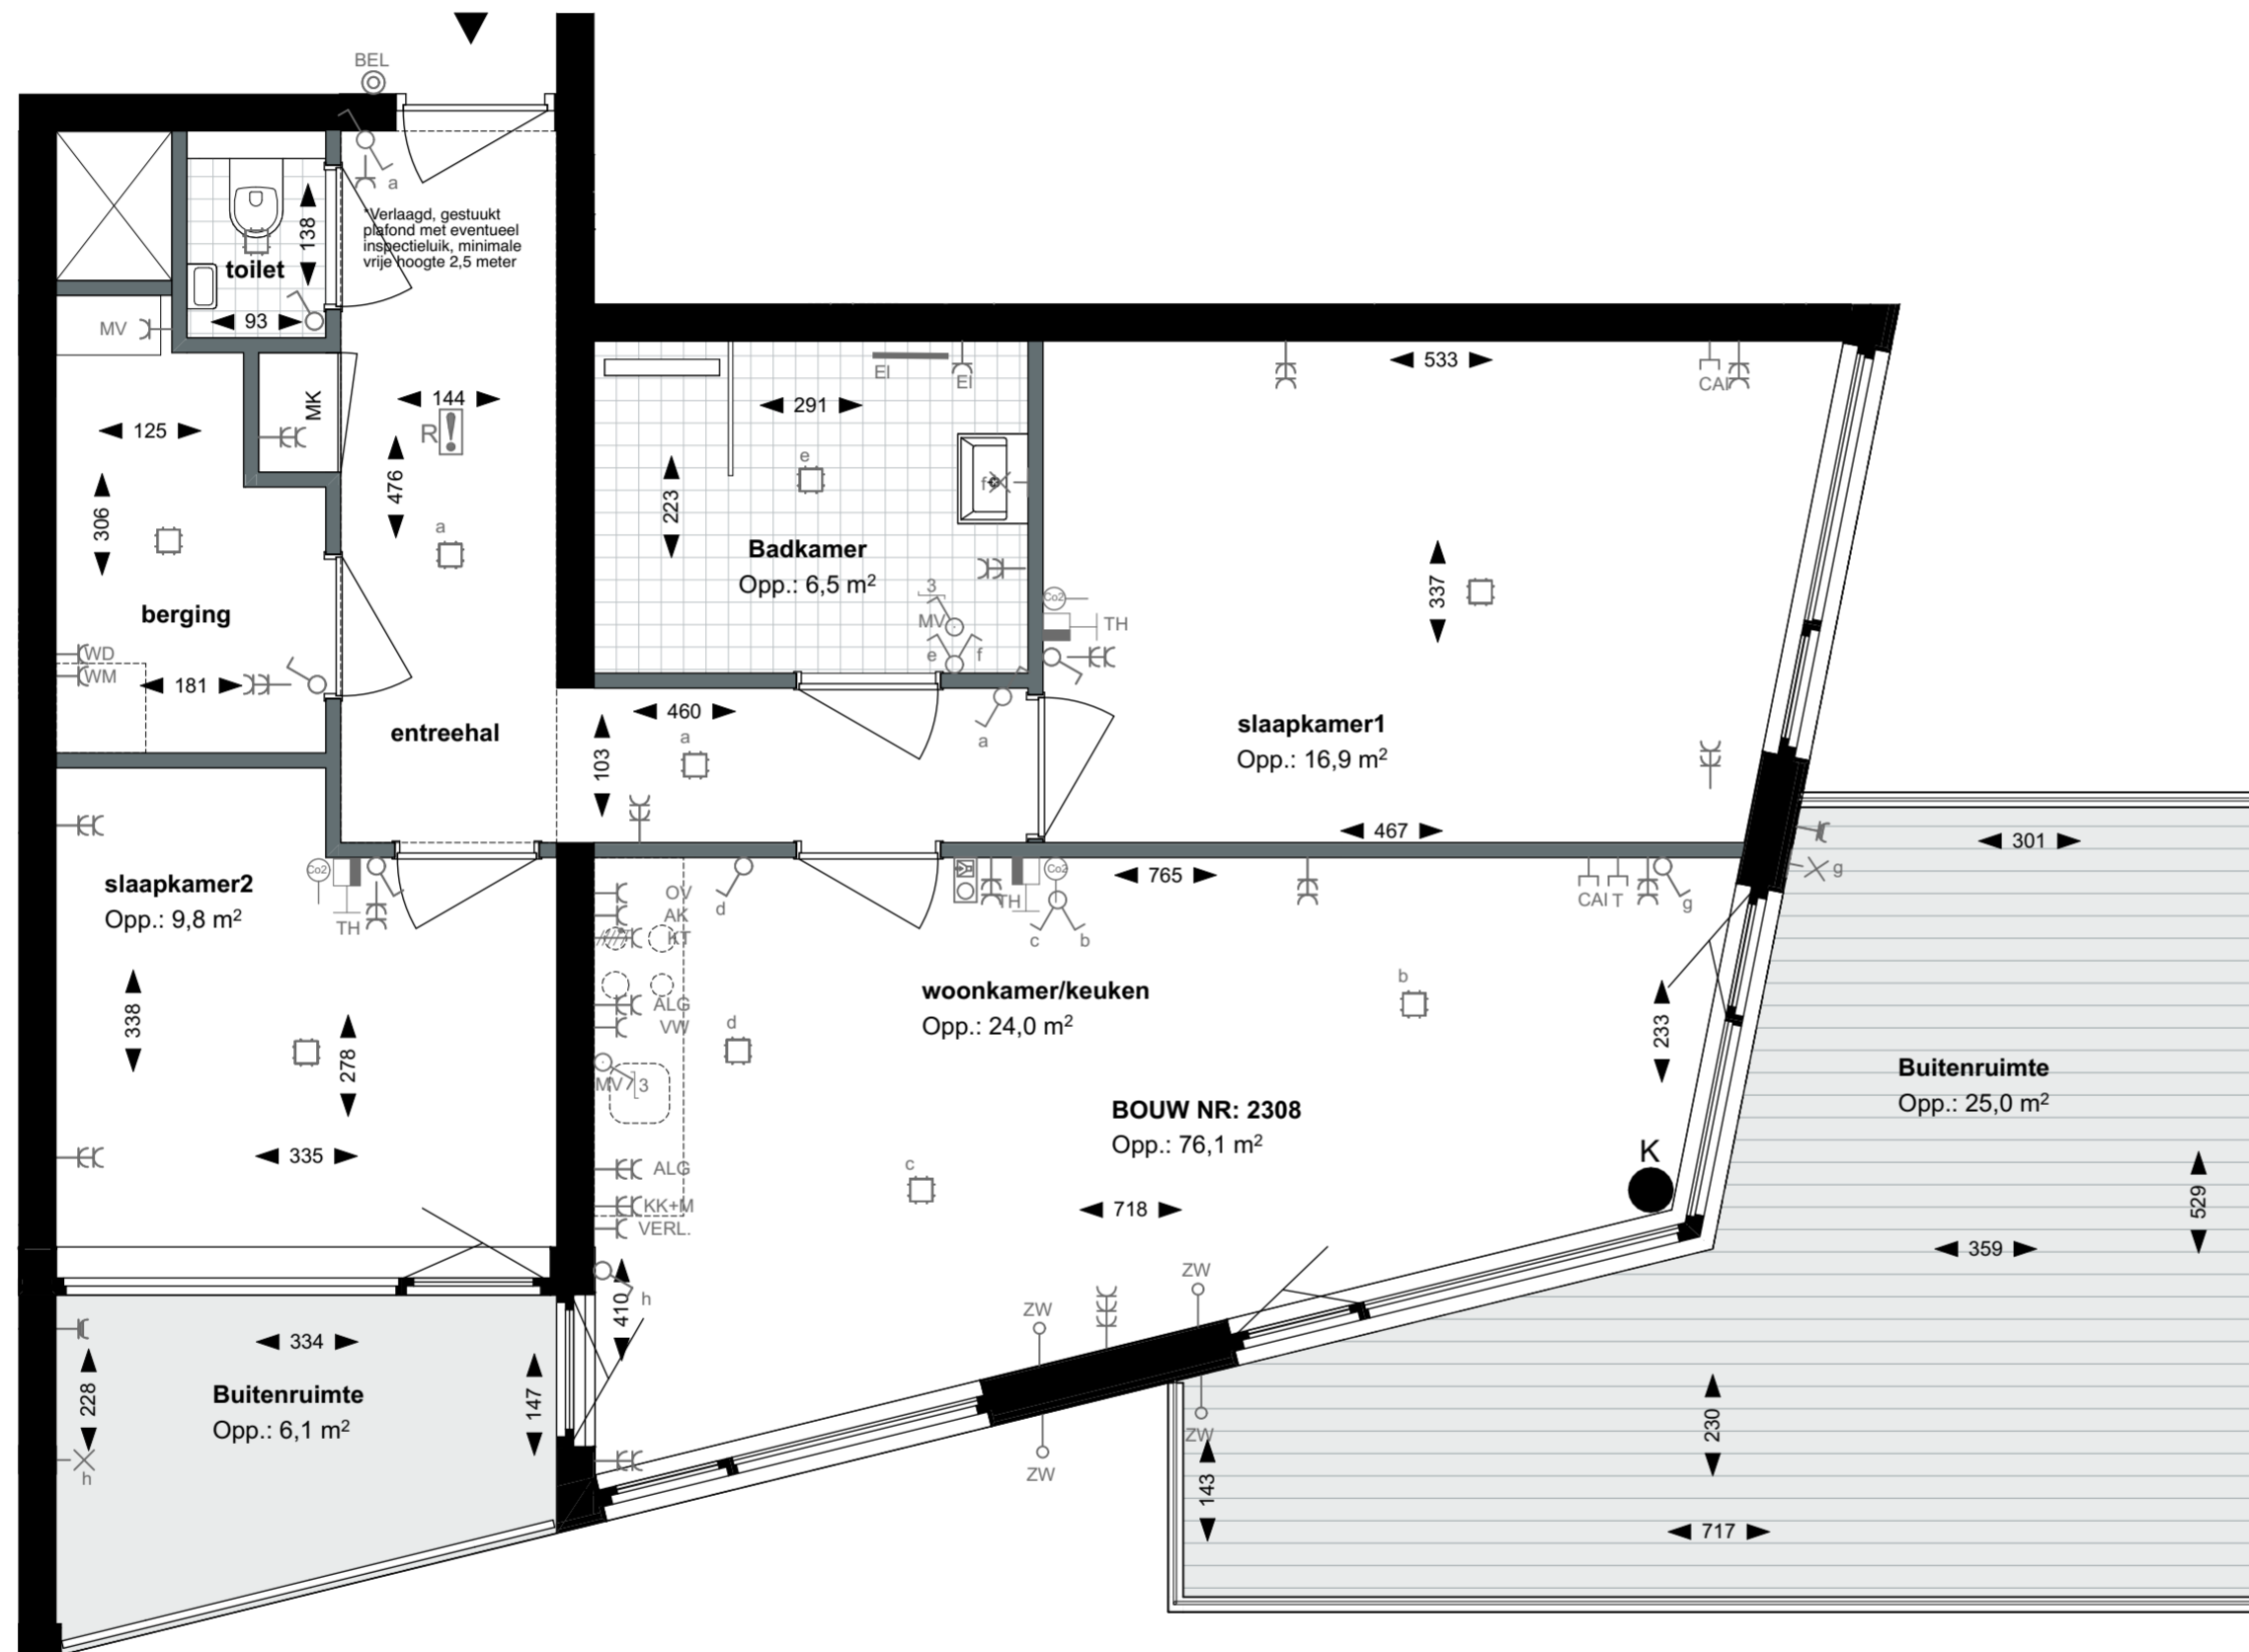 BEL
a
*Verlaagd, gestuukt
plafond met eventueel
inspectieluik, minimale
vrije hoogte 2,5 meter
138
toilet
93
MV
MK
144
R
125
306
476
a
berging
WD
WM
181
entreehal
EI
EI
291
e
f
223
Badkamer
Opp.: 6,5 m²
3
MV
e
f
460
a
a
103
533
CAI
337
Co2
TH
slaapkamer1
Opp.: 16,9 m²
467
slaapkamer2
Opp.: 9,8 m²
Co2
TH
338
278
335
OV
AK
KT
ALG
VW
MV
3
ALG
KK+M
VERL.
d
d
TH
Co2
c
b
765
CAI
T
g
woonkamer/keuken
Opp.: 24,0 m²
b
233
BOUW NR: 2308
Opp.: 76,1 m²
K
c
718
h
410
ZW
ZW
ZW
ZW
334
Buitenruimte
Opp.: 6,1 m²
228
h
147
301
g
Buitenruimte
Opp.: 25,0 m²
529
359
230
143
717